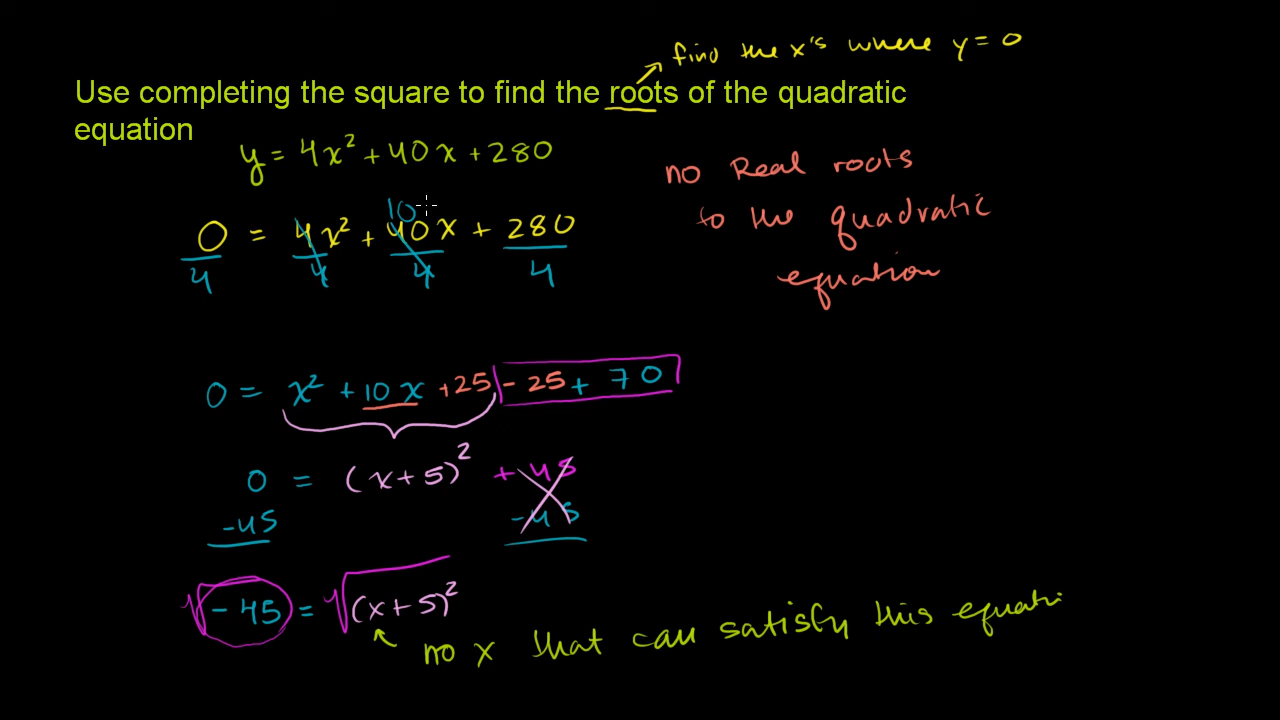 find the x's where y = 0
Use completing the square to find the roots of the quadratic
equation
y = 4x² + 40x + 280
no Real roots
to the quadratic
equation
10
0 = 4x² + 40x + 280
4 4 4 4
0 = x² + 10x + 25 - 25 + 70
0 = (x + 5)² + 45
-45 -45
√-45 = √(x + 5)²
no x that can satisfy this equati